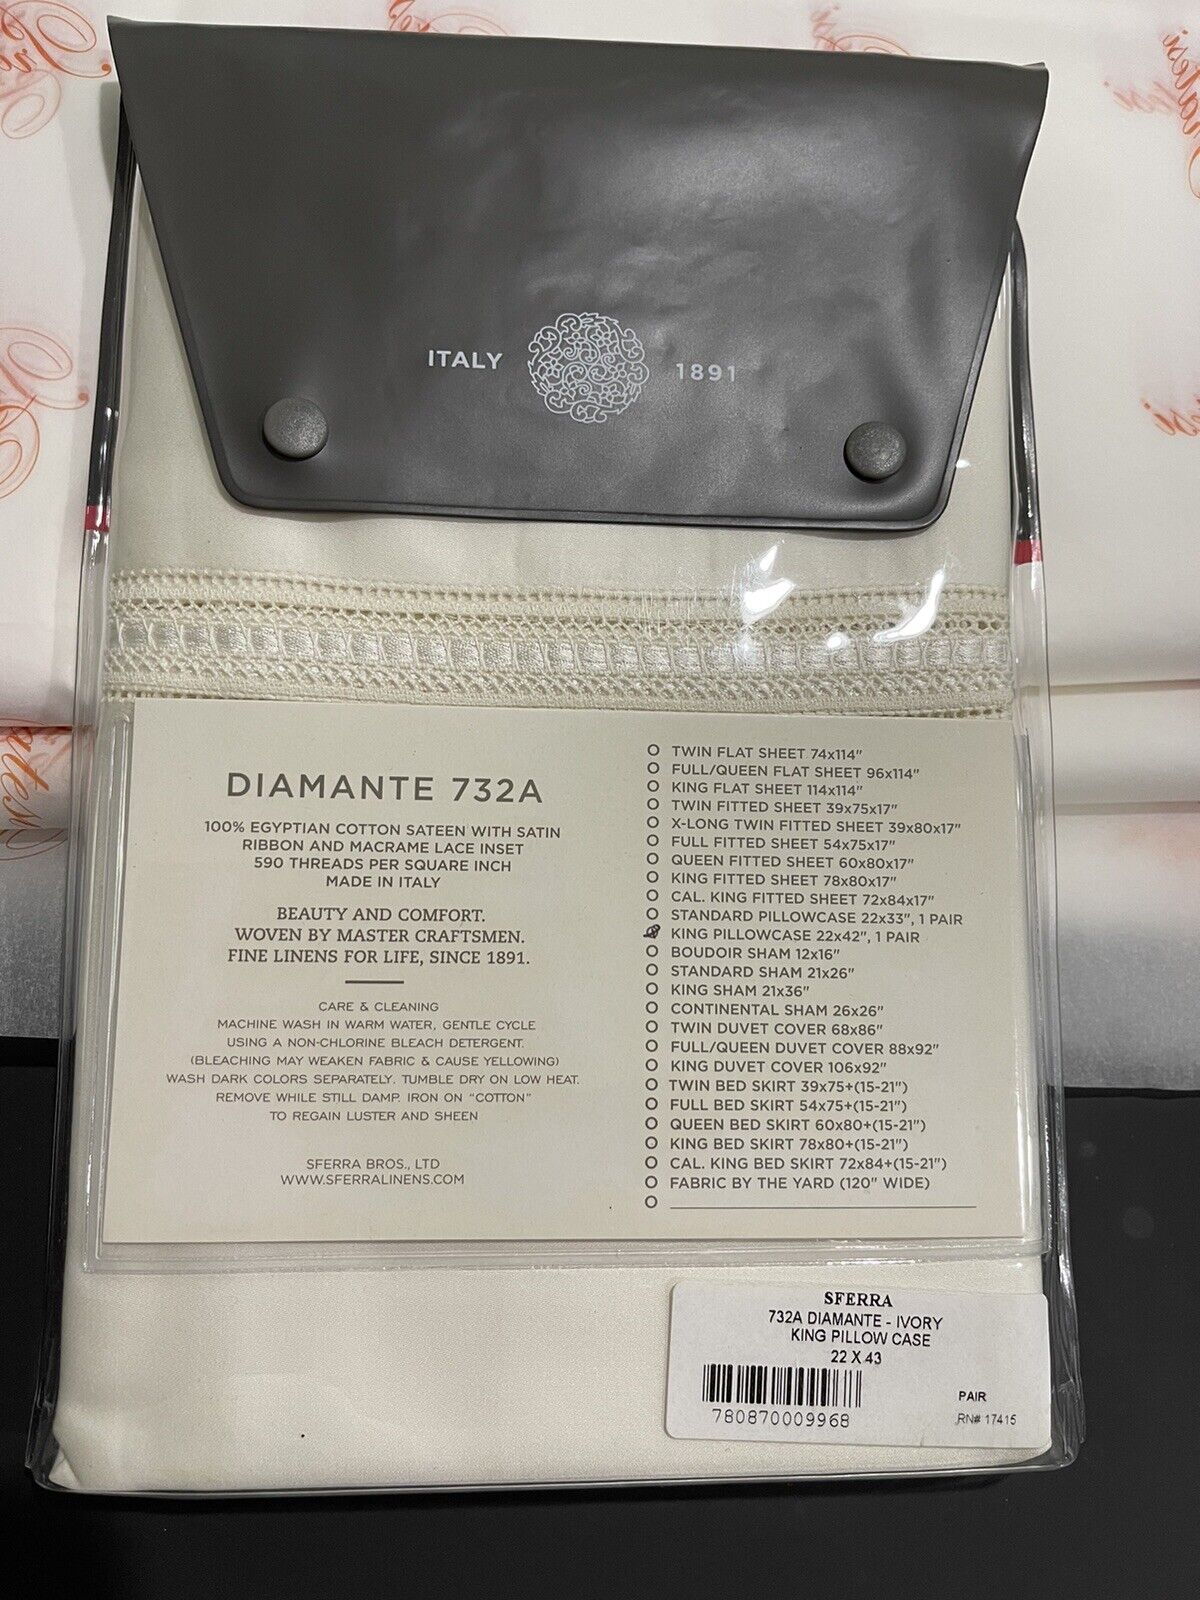 ITALY 1891
DIAMANTE 732A
100% EGYPTIAN COTTON SATEEN WITH SATIN
RIBBON AND MACRAME LACE INSET
590 THREADS PER SQUARE INCH
MADE IN ITALY
BEAUTY AND COMFORT.
WOVEN BY MASTER CRAFTSMEN.
FINE LINENS FOR LIFE, SINCE 1891.
CARE & CLEANING
MACHINE WASH IN WARM WATER, GENTLE CYCLE
USING A NON-CHLORINE BLEACH DETERGENT.
(BLEACHING MAY WEAKEN FABRIC & CAUSE YELLOWING)
WASH DARK COLORS SEPARATELY. TUMBLE DRY ON LOW HEAT.
REMOVE WHILE STILL DAMP. IRON ON "COTTON"
TO REGAIN LUSTER AND SHEEN
SFERRA BROS., LTD
WWW.SFERRALINENS.COM
TWIN FLAT SHEET 74x114"
FULL/QUEEN FLAT SHEET 96x114"
KING FLAT SHEET 114x114"
TWIN FITTED SHEET 39x75x17"
X-LONG TWIN FITTED SHEET 39x80x17"
FULL FITTED SHEET 54x75x17"
QUEEN FITTED SHEET 60x80x17"
KING FITTED SHEET 78x80x17"
CAL. KING FITTED SHEET 72x84x17"
STANDARD PILLOWCASE 22x33", 1 PAIR
KING PILLOWCASE 22x42", 1 PAIR
BOUDOIR SHAM 12x16"
STANDARD SHAM 21x26"
KING SHAM 21x36"
CONTINENTAL SHAM 26x26"
TWIN DUVET COVER 68x86"
FULL/QUEEN DUVET COVER 88x92"
KING DUVET COVER 106x92"
TWIN BED SKIRT 39x75+(15-21")
FULL BED SKIRT 54x75+(15-21")
QUEEN BED SKIRT 60x80+(15-21")
KING BED SKIRT 78x80+(15-21")
CAL. KING BED SKIRT 72x84+(15-21")
FABRIC BY THE YARD (120" WIDE)
SFERRA
732A DIAMANTE - IVORY
KING PILLOW CASE
22 X 43
780870009968
PAIR
RN# 17415